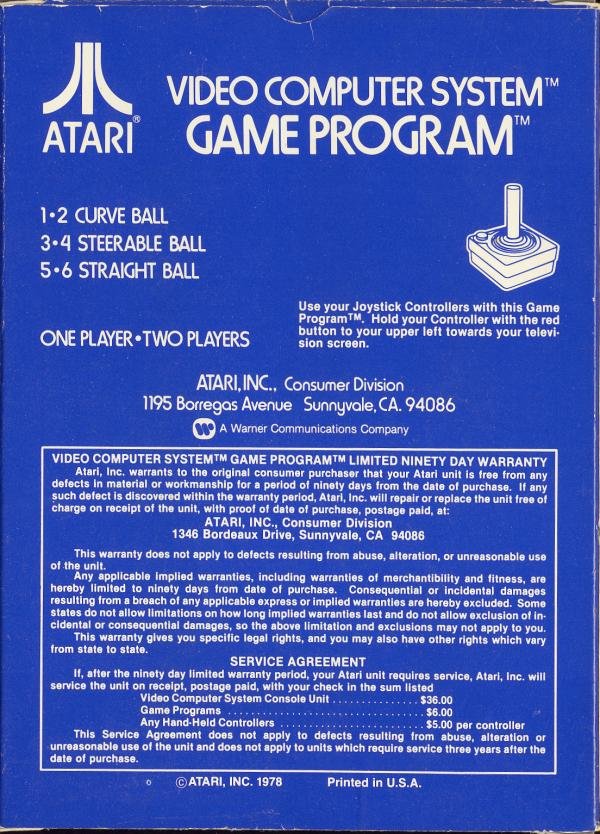 VIDEO COMPUTER SYSTEM™
GAME PROGRAM™
ATARI®
1•2 CURVE BALL
3•4 STEERABLE BALL
5•6 STRAIGHT BALL
Use your Joystick Controllers with this Game
Program™. Hold your Controller with the red
button to your upper left towards your televi-
sion screen.
ONE PLAYER•TWO PLAYERS
ATARI, INC., Consumer Division
1195 Borregas Avenue Sunnyvale, CA. 94086
A Warner Communications Company
VIDEO COMPUTER SYSTEM™ GAME PROGRAM™ LIMITED NINETY DAY WARRANTY
Atari, Inc. warrants to the original consumer purchaser that your Atari unit is free from any
defects in material or workmanship for a period of ninety days from the date of purchase. If any
such defect is discovered within the warranty period, Atari, Inc. will repair or replace the unit free of
charge on receipt of the unit, with proof of date of purchase, postage paid, at:
ATARI, INC., Consumer Division
1346 Bordeaux Drive, Sunnyvale, CA 94086
This warranty does not apply to defects resulting from abuse, alteration, or unreasonable use
of the unit.
Any applicable implied warranties, including warranties of merchantibility and fitness, are
hereby limited to ninety days from date of purchase. Consequential or incidental damages
resulting from a breach of any applicable express or implied warranties are hereby excluded. Some
states do not allow limitations on how long implied warranties last and do not allow exclusion of in-
cidental or consequential damages, so the above limitation and exclusions may not apply to you.
This warranty gives you specific legal rights, and you may also have other rights which vary
from state to state.
SERVICE AGREEMENT
If, after the ninety day limited warranty period, your Atari unit requires service, Atari, Inc. will
service the unit on receipt, postage paid, with your check in the sum listed
Video Computer System Console Unit . . . . . . . . . . . . . $36.00
Game Programs . . . . . . . . . . . . . . . . . . . . . . . . . . . . . $6.00
Any Hand-Held Controllers . . . . . . . . . . . . . . . . . . . . . $5.00 per controller
This Service Agreement does not apply to defects resulting from abuse, alteration or
unreasonable use of the unit and does not apply to units which require service three years after the
date of purchase.
© ATARI, INC. 1978 Printed in U.S.A.